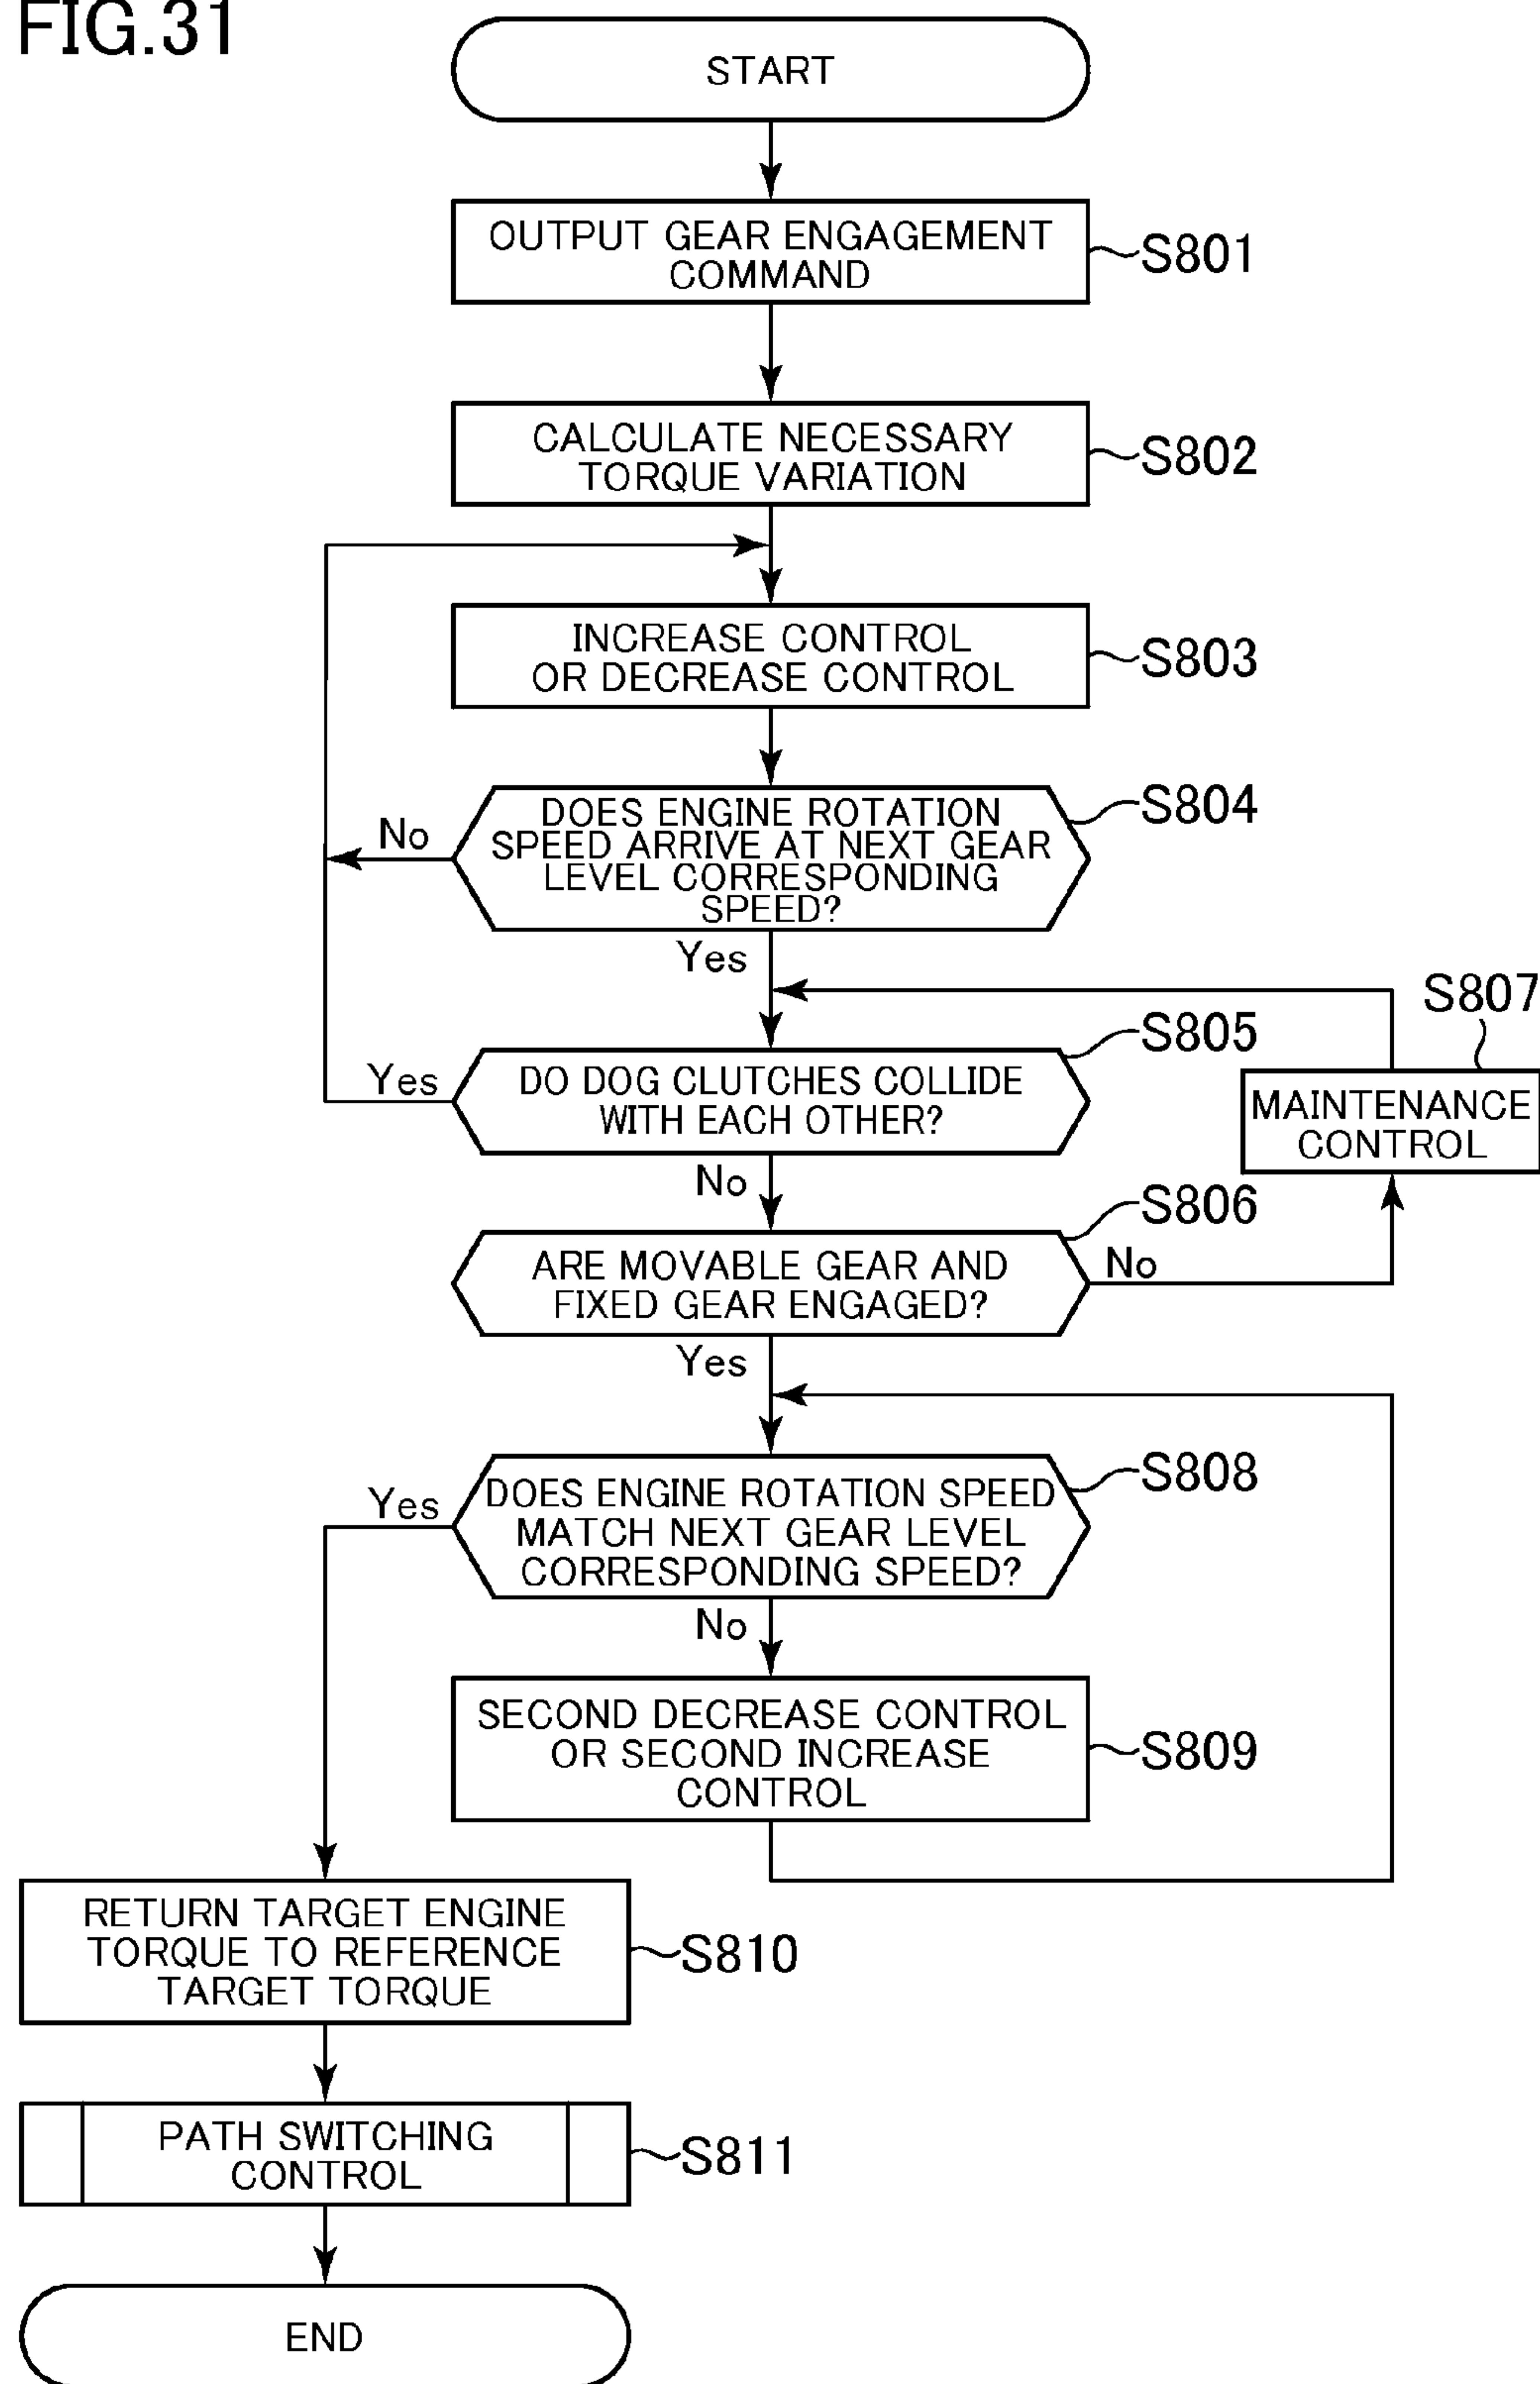 FIG.31
START
OUTPUT GEAR ENGAGEMENT
COMMAND
S801
CALCULATE NECESSARY
TORQUE VARIATION
S802
INCREASE CONTROL
OR DECREASE CONTROL
S803
DOES ENGINE ROTATION
SPEED ARRIVE AT NEXT GEAR
LEVEL CORRESPONDING
SPEED?
S804
No
Yes
S807
MAINTENANCE
CONTROL
DO DOG CLUTCHES COLLIDE
WITH EACH OTHER?
S805
Yes
No
ARE MOVABLE GEAR AND
FIXED GEAR ENGAGED?
S806
No
Yes
DOES ENGINE ROTATION SPEED
MATCH NEXT GEAR LEVEL
CORRESPONDING SPEED?
S808
Yes
No
SECOND DECREASE CONTROL
OR SECOND INCREASE
CONTROL
S809
RETURN TARGET ENGINE
TORQUE TO REFERENCE
TARGET TORQUE
S810
PATH SWITCHING
CONTROL
S811
END